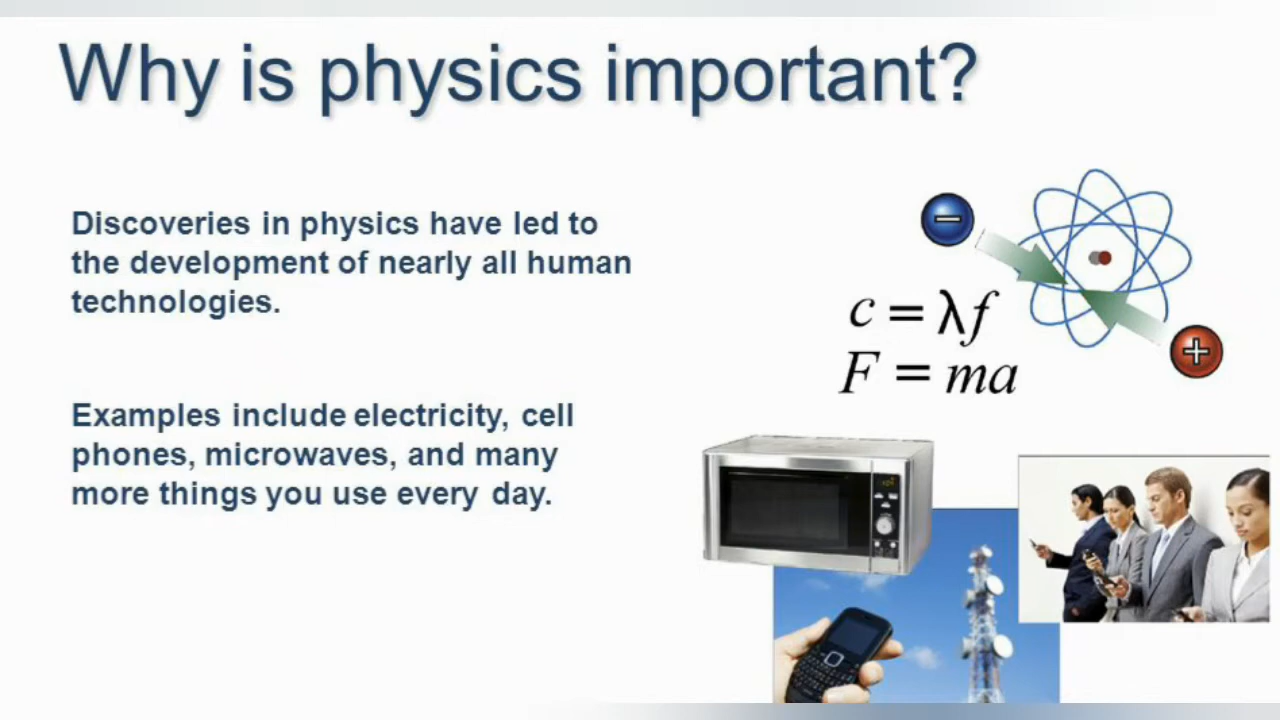 Why is physics important?
Discoveries in physics have led to
the development of nearly all human
technologies.
Examples include electricity, cell
phones, microwaves, and many
more things you use every day.
c = λf
F = ma